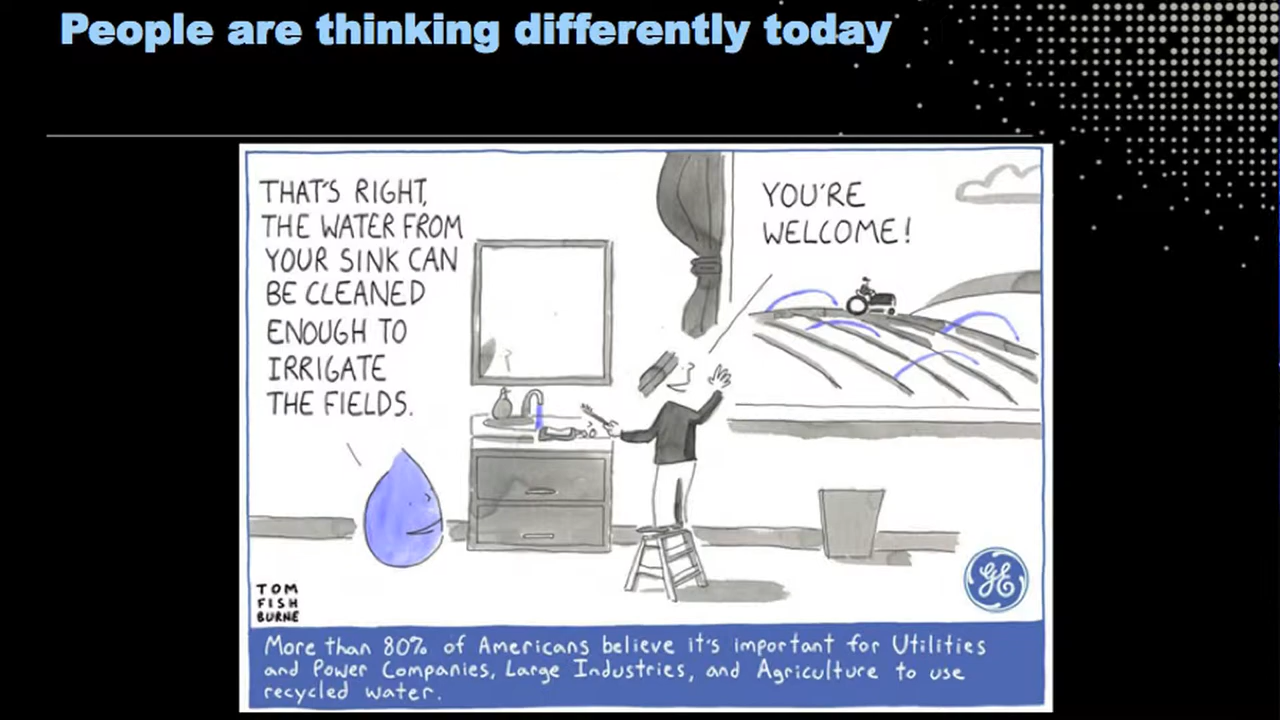 People are thinking differently today
THAT'S RIGHT,
THE WATER FROM
YOUR SINK CAN
BE CLEANED
ENOUGH TO
IRRIGATE
THE FIELDS.
YOU'RE
WELCOME!
TOM
FISH
BURNE
GE
More than 80% of Americans believe it's important for Utilities
and Power Companies, Large Industries, and Agriculture to use
recycled water.